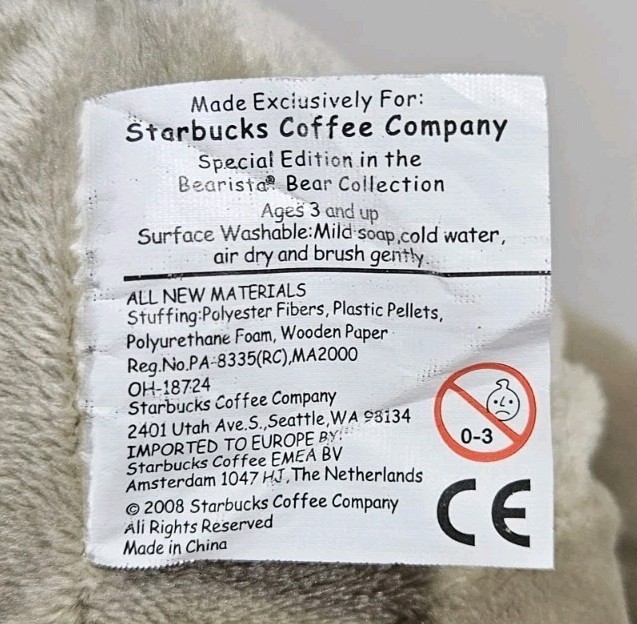 Made Exclusively For:
Starbucks Coffee Company
Special Edition in the
Bearista® Bear Collection
Ages 3 and up
Surface Washable:Mild soap,cold water,
air dry and brush gently.
ALL NEW MATERIALS
Stuffing:Polyester Fibers, Plastic Pellets,
Polyurethane Foam, Wooden Paper
Reg.No.PA-8335(RC),MA2000
OH-18724
Starbucks Coffee Company
2401 Utah Ave.S.,Seattle,WA 98134
IMPORTED TO EUROPE BY:
Starbucks Coffee EMEA BV
Amsterdam 1047 HJ,The Netherlands
© 2008 Starbucks Coffee Company
All Rights Reserved
Made in China
0-3
CE